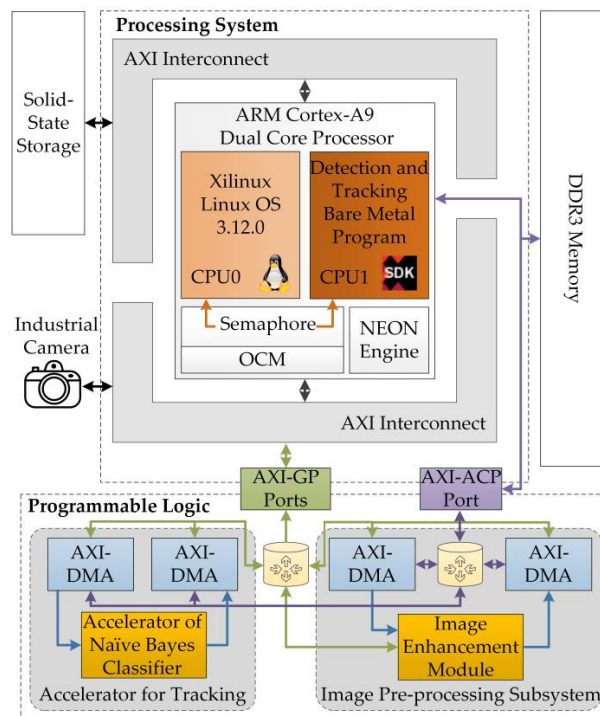 Processing System
AXI Interconnect
Solid-
State
Storage
ARM Cortex-A9
Dual Core Processor
Xilinux
Linux OS
3.12.0
CPU0
Detection and
Tracking
Bare Metal
Program
CPU1
SDK
DDR3 Memory
Semaphore
OCM
NEON
Engine
Industrial
Camera
AXI Interconnect
AXI-GP
Ports
AXI-ACP
Port
Programmable Logic
AXI-
DMA
AXI-
DMA
AXI-
DMA
AXI-
DMA
Accelerator of
Naïve Bayes
Classifier
Image
Enhancement
Module
Accelerator for Tracking
Image Pre-processing Subsystem